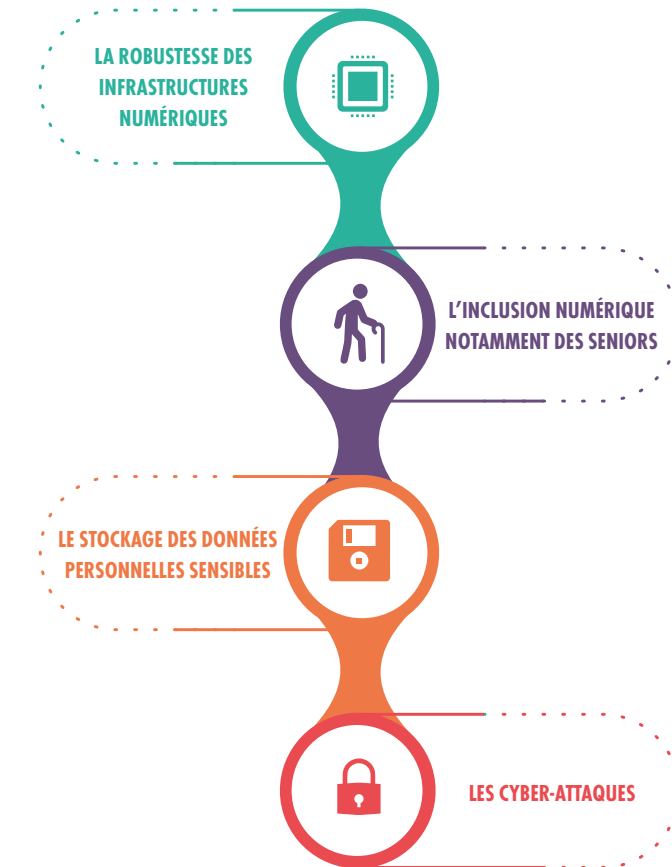 LA ROBUSTESSE DES
INFRASTRUCTURES
NUMÉRIQUES
L'INCLUSION NUMÉRIQUE
NOTAMMENT DES SENIORS
LE STOCKAGE DES DONNÉES
PERSONNELLES SENSIBLES
LES CYBER-ATTAQUES